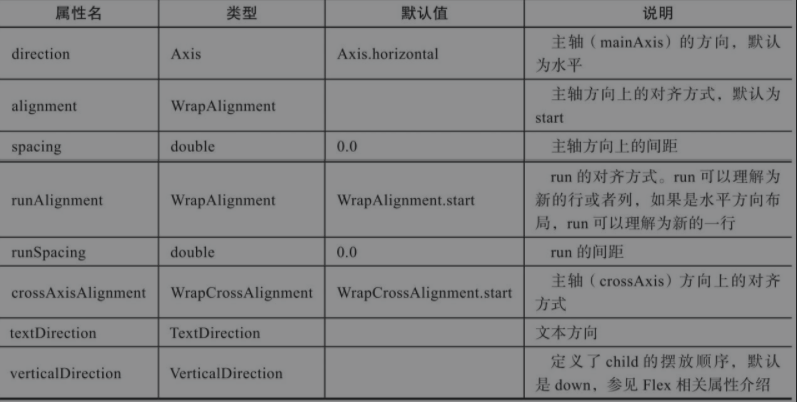 属性名 类型 默认值 说明
direction Axis Axis.horizontal 主轴（mainAxis）的方向，默认
为水平
alignment WrapAlignment 主轴方向上的对齐方式，默认为
start
spacing double 0.0 主轴方向上的间距
runAlignment WrapAlignment WrapAlignment.start run 的对齐方式。run 可以理解为
新的行或者列，如果是水平方向布
局，run 可以理解为新的一行
runSpacing double 0.0 run 的间距
crossAxisAlignment WrapCrossAlignment WrapCrossAlignment.start 主轴（crossAxis）方向上的对齐
方式
textDirection TextDirection 文本方向
verticalDirection VerticalDirection 定义了 child 的摆放顺序，默认
是 down，参见 Flex 相关属性介绍